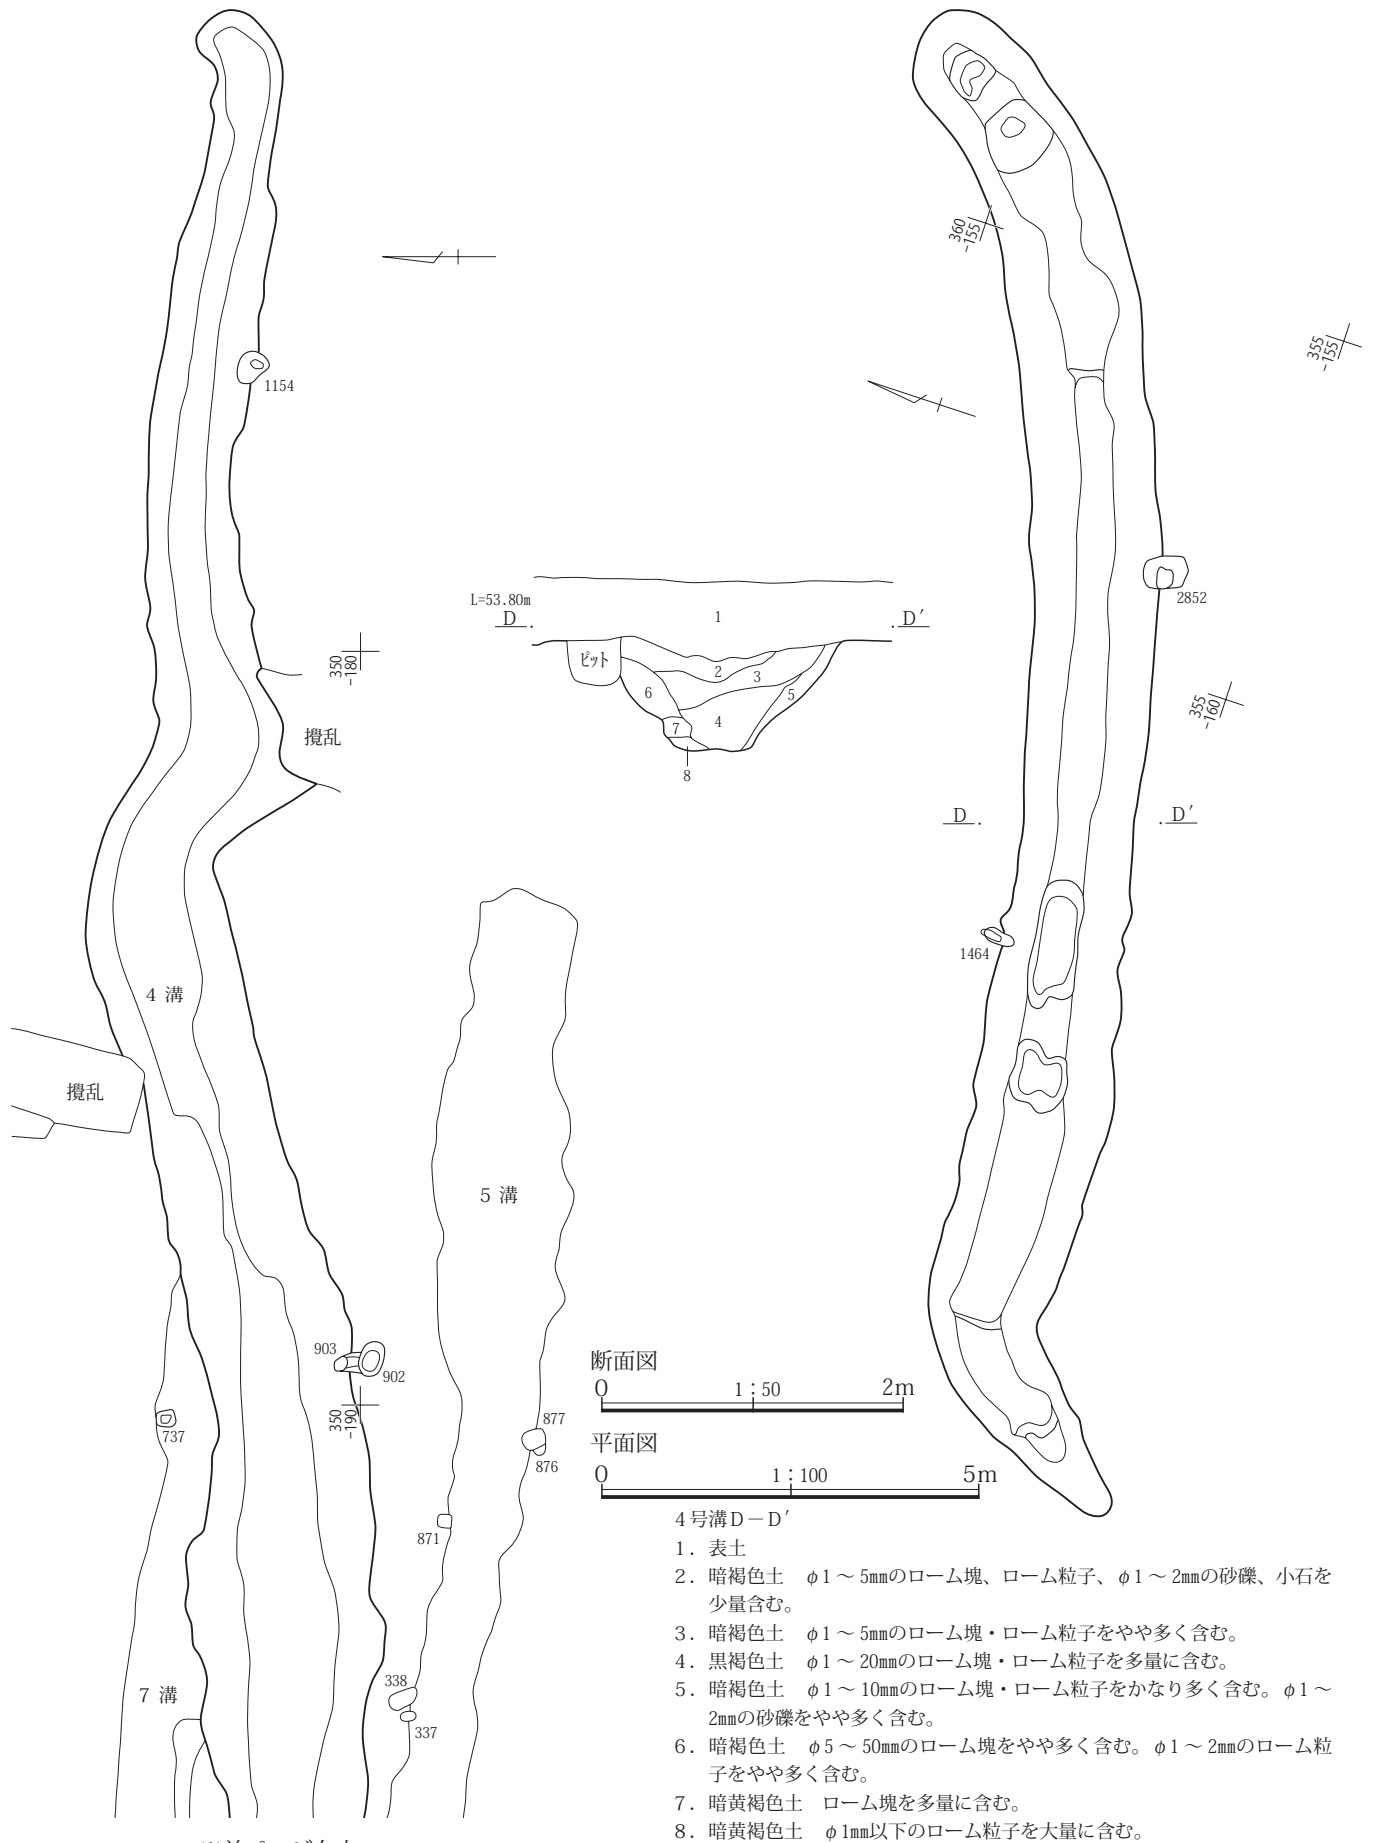 360
-155
355
-155
1154
2852
L=53.80m
D
D′
1
ピット
2
3
6
5
7
4
8
350
-180
355
-160
攪乱
D
D′
1464
4 溝
攪乱
5 溝
903
902
350
-190
737
877
876
871
338
337
7 溝
断面図
0 1：50 2m
平面図
0 1：100 5m
4号溝D－D′
1．表土
2．暗褐色土　φ1～5㎜のローム塊、ローム粒子、φ1～2㎜の砂礫、小石を
少量含む。
3．暗褐色土　φ1～5㎜のローム塊・ローム粒子をやや多く含む。
4．黒褐色土　φ1～20㎜のローム塊・ローム粒子を多量に含む。
5．暗褐色土　φ1～10㎜のローム塊・ローム粒子をかなり多く含む。φ1～
2㎜の砂礫をやや多く含む。
6．暗褐色土　φ5～50㎜のローム塊をやや多く含む。φ1～2㎜のローム粒
子をやや多く含む。
7．暗黄褐色土　ローム塊を多量に含む。
8．暗黄褐色土　φ1㎜以下のローム粒子を大量に含む。